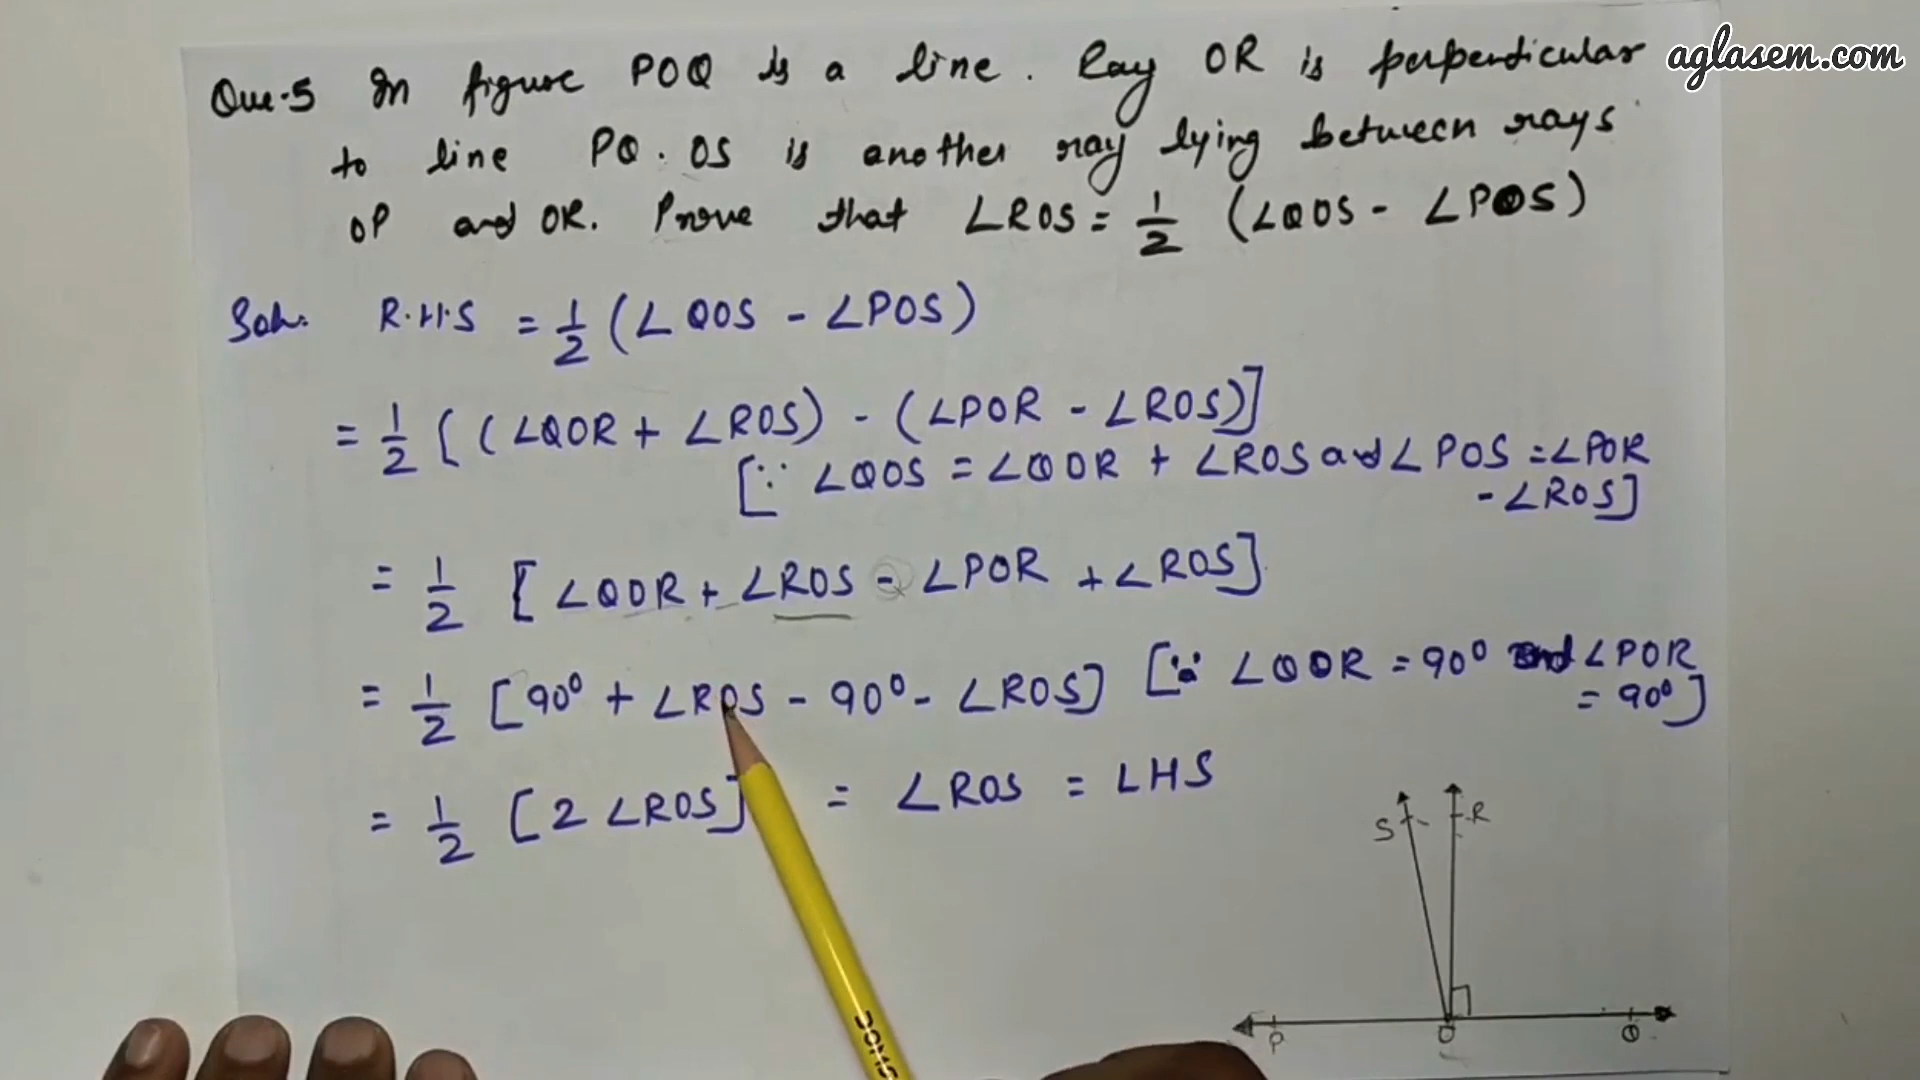 aglasem.com
Que.5 In figure POQ is a line. Ray OR is perpendicular
to line PQ. OS is another ray lying between rays
OP and OR. Prove that ∠ROS = 1/2 (∠QOS - ∠POS)
Soln. R.H.S = 1/2 (∠QOS - ∠POS)
= 1/2 [(∠QOR + ∠ROS) - (∠POR - ∠ROS)]
[∵ ∠QOS = ∠QOR + ∠ROS and ∠POS = ∠POR
- ∠ROS]
= 1/2 [∠QOR + ∠ROS - ∠POR + ∠ROS]
= 1/2 [90° + ∠ROS - 90° - ∠ROS] [∵ ∠QOR = 90° and ∠POR
= 90°]
= 1/2 [2 ∠ROS] = ∠ROS = LHS
S R
P O Q
DOMS